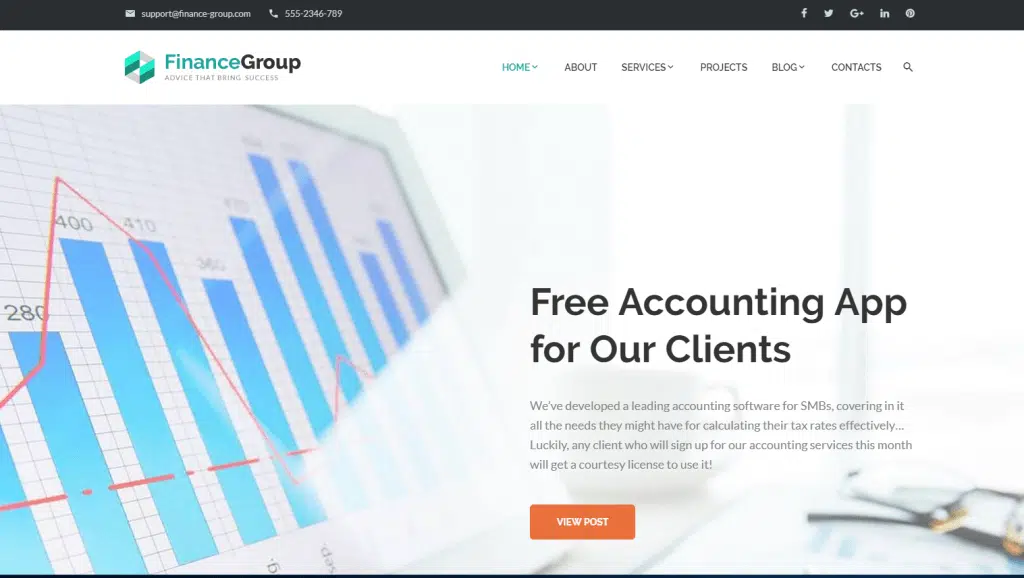 support@finance-group.com 555-2346-789
FinanceGroup
ADVICE THAT BRING SUCCESS
HOME ABOUT SERVICES PROJECTS BLOG CONTACTS
400 410
360
280
Free Accounting App
for Our Clients
We've developed a leading accounting software for SMBs, covering in it
all the needs they might have for calculating their tax rates effectively...
Luckily, any client who will sign up for our accounting services this month
will get a courtesy license to use it!
VIEW POST